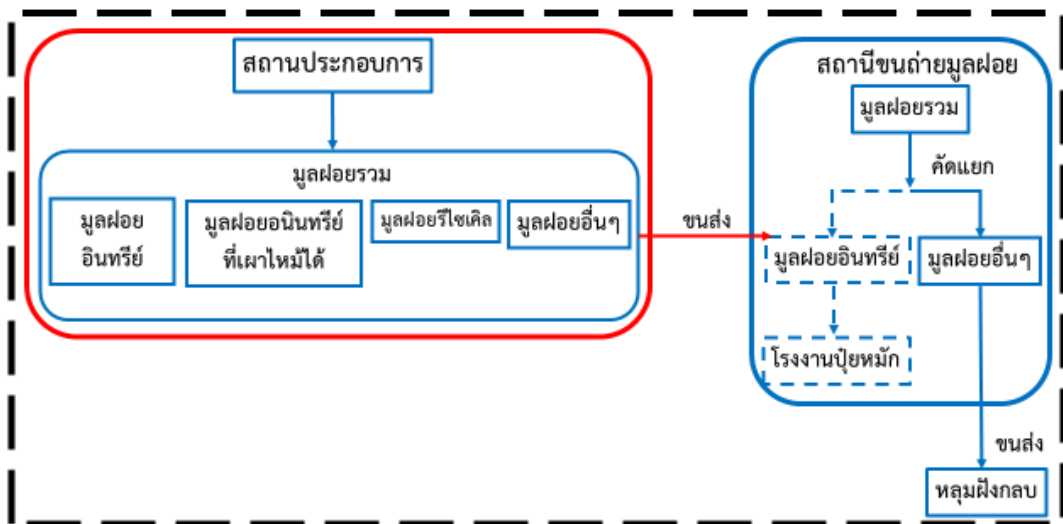 สถานประกอบการ
มูลฝอยรวม
มูลฝอย
อินทรีย์
มูลฝอยอนินทรีย์
ที่เผาไหม้ได้
มูลฝอยรีไซเคิล
มูลฝอยอื่นๆ
ขนส่ง
สถานีขนถ่ายมูลฝอย
มูลฝอยรวม
คัดแยก
มูลฝอยอินทรีย์
มูลฝอยอื่นๆ
โรงงานปุ๋ยหมัก
ขนส่ง
หลุมฝังกลบ